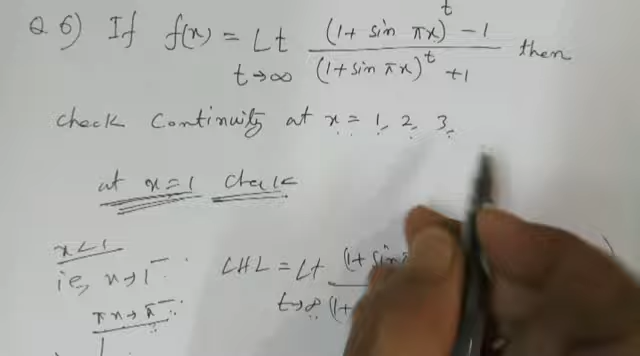 Q 6) If f(x) = Lt t→∞ (1+ sin πx)^t - 1 / (1+ sin πx)^t + 1 then
check continuity at x = 1, 2, 3
at x=1 check
x<1
ie, x→1⁻
LHL = Lt t→∞
πx→π⁻